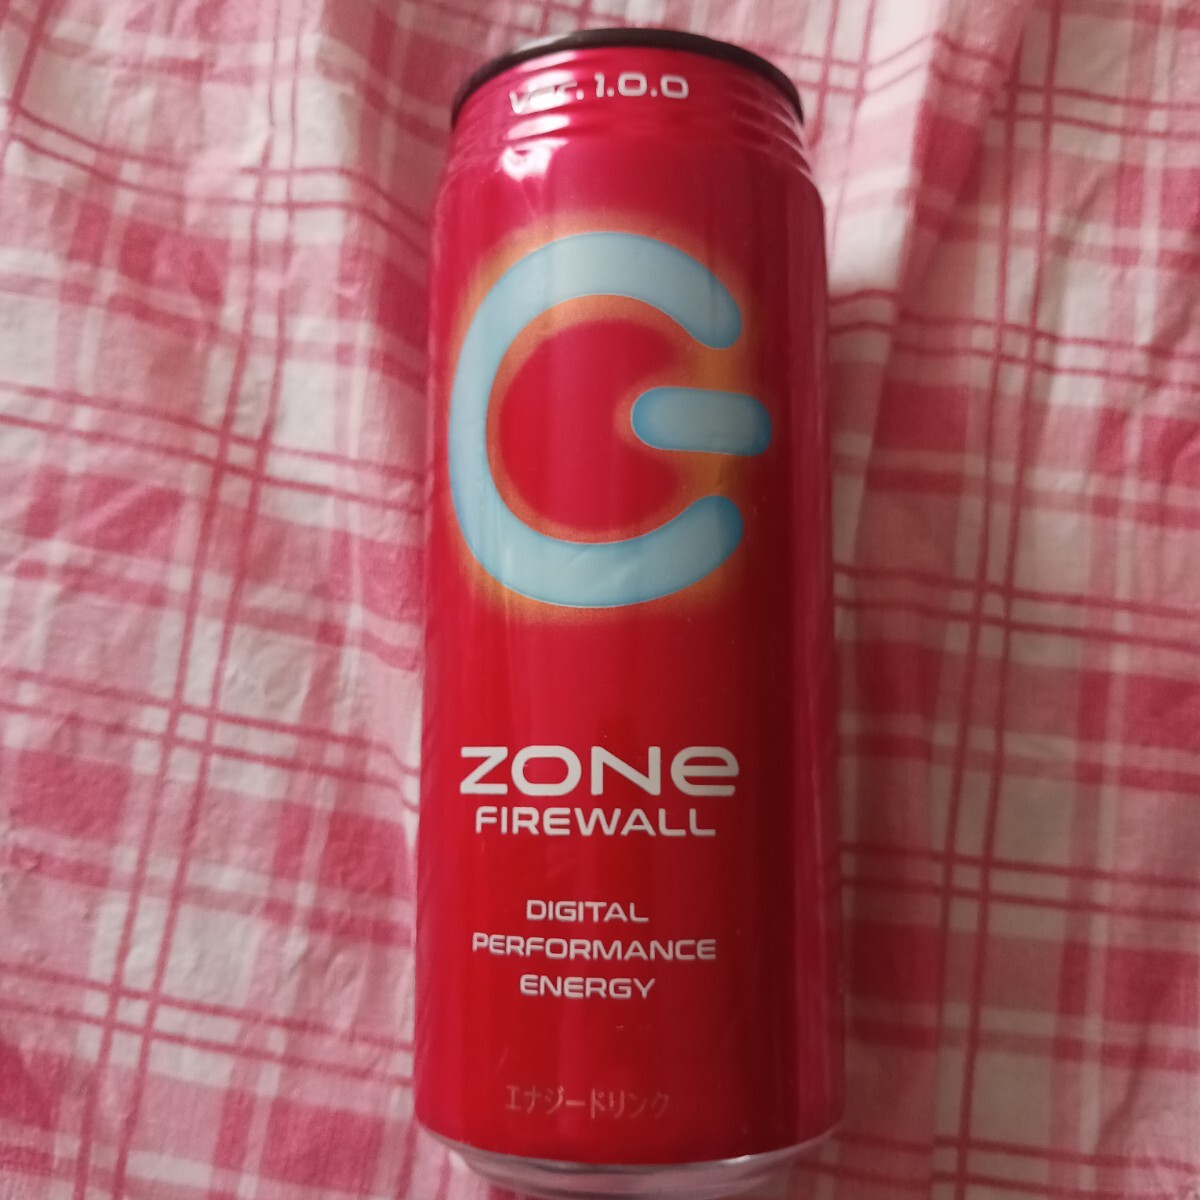 Ver. 1.0.0
ZONe
FIREWALL
DIGITAL
PERFORMANCE
ENERGY
エナジードリンク